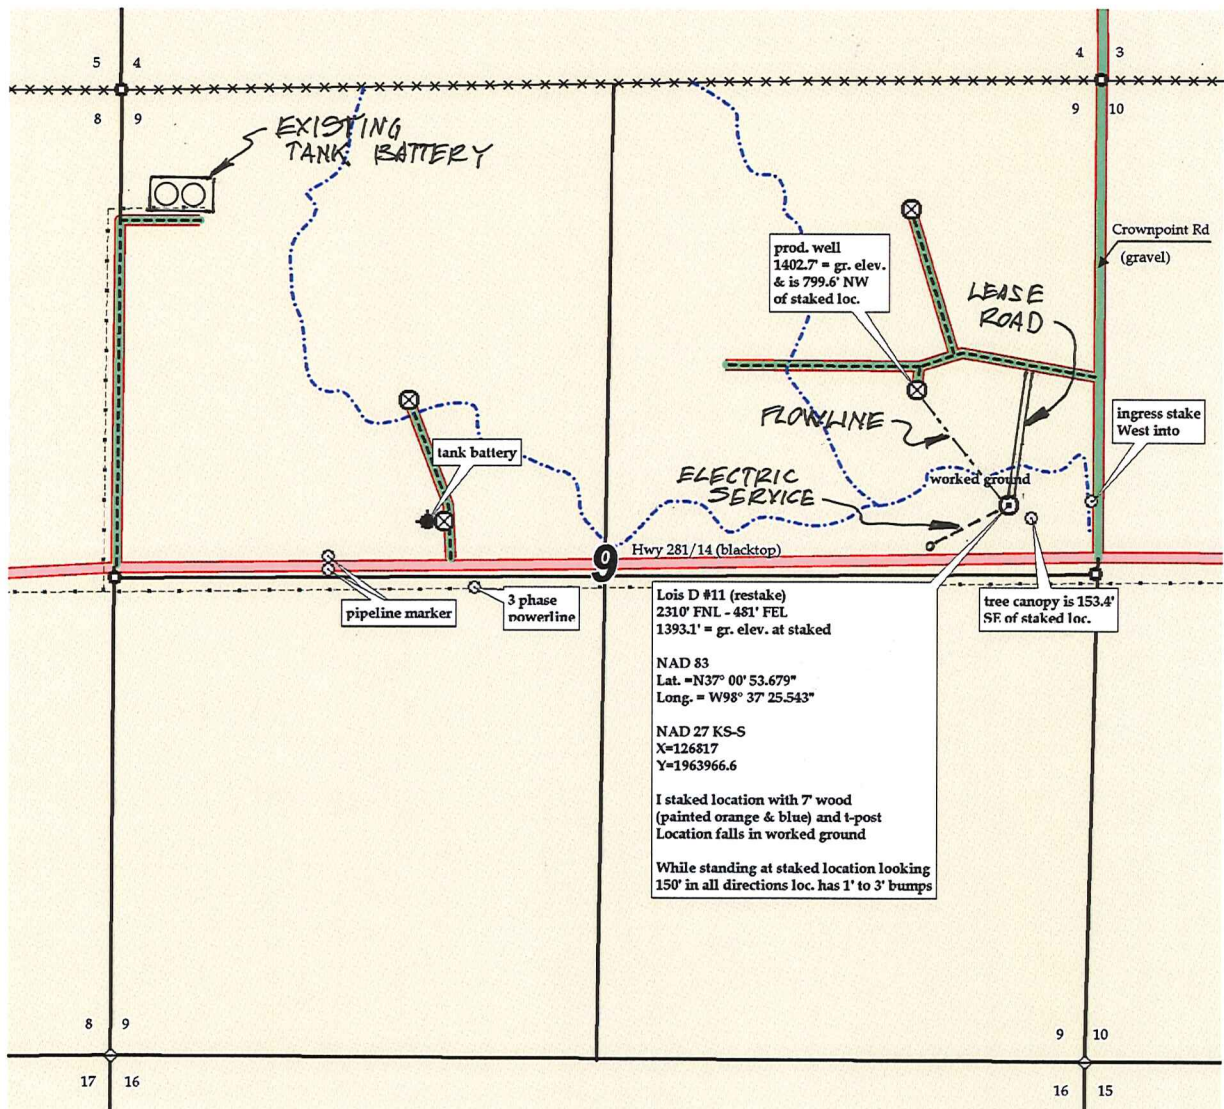 5 4
4 3
8 9
9 10
EXISTING
TANK BATTERY
Crownpoint Rd
(gravel)
prod. well
1402.7' = gr. elev.
& is 799.6' NW
of staked loc.
LEASE
ROAD
FLOWLINE
ingress stake
West into
tank battery
worked ground
ELECTRIC
SERVICE
Hwy 281/14 (blacktop)
9
pipeline marker
3 phase
powerline
tree canopy is 153.4'
SE of staked loc.
Lois D #11 (restake)
2310' FNL - 481' FEL
1393.1' = gr. elev. at staked
NAD 83
Lat. =N37° 00' 53.679"
Long. = W98° 37' 25.543"
NAD 27 KS-S
X=126817
Y=1963966.6
I staked location with 7' wood
(painted orange & blue) and t-post
Location falls in worked ground
While standing at staked location looking
150' in all directions loc. has 1' to 3' bumps
8 9
9 10
17 16
16 15